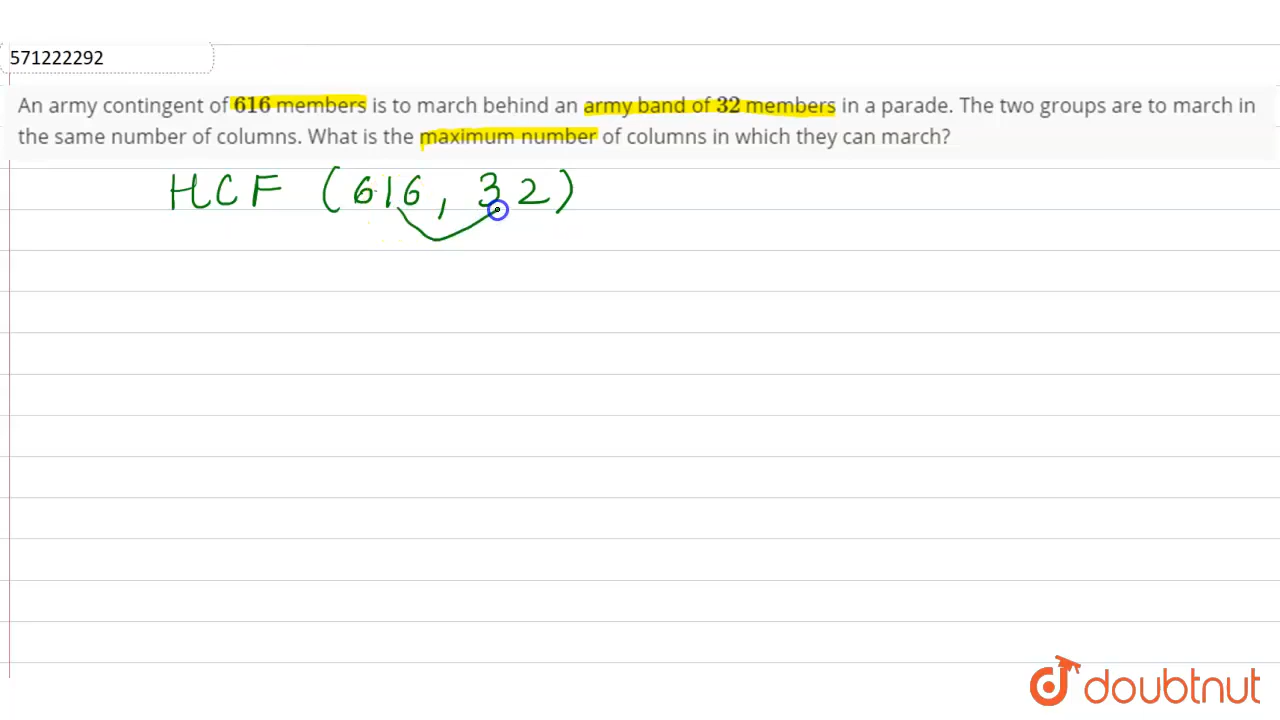 571222292
An army contingent of 616 members is to march behind an army band of 32 members in a parade. The two groups are to march in
the same number of columns. What is the maximum number of columns in which they can march?
HCF (616, 32)
doubtnut